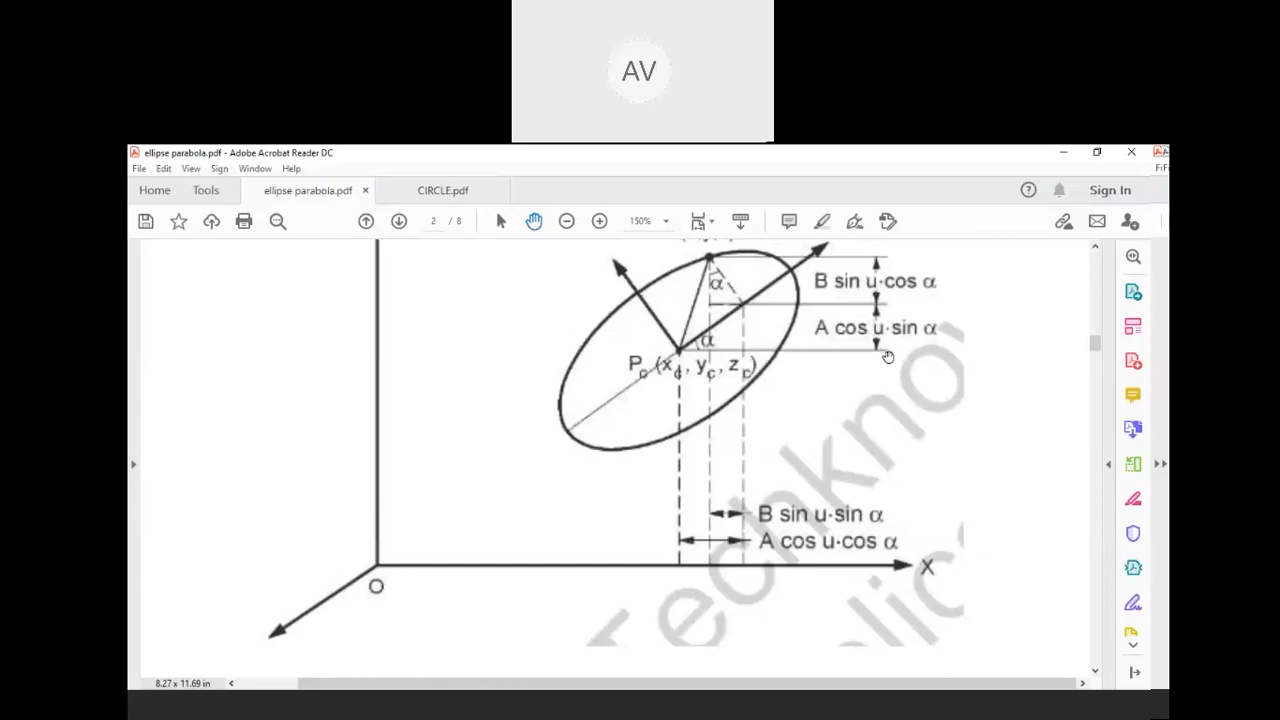 AV
ellipse parabola.pdf - Adobe Acrobat Reader DC
File Edit View Sign Window Help
Home Tools ellipse parabola.pdf × CIRCLE.pdf Sign In
2 / 8 150%
B sin u·cos α
α
A cos u·sin α
α
Pc (xc, yc, zc)
B sin u·sin α
A cos u·cos α
X
O
8.27 x 11.69 in